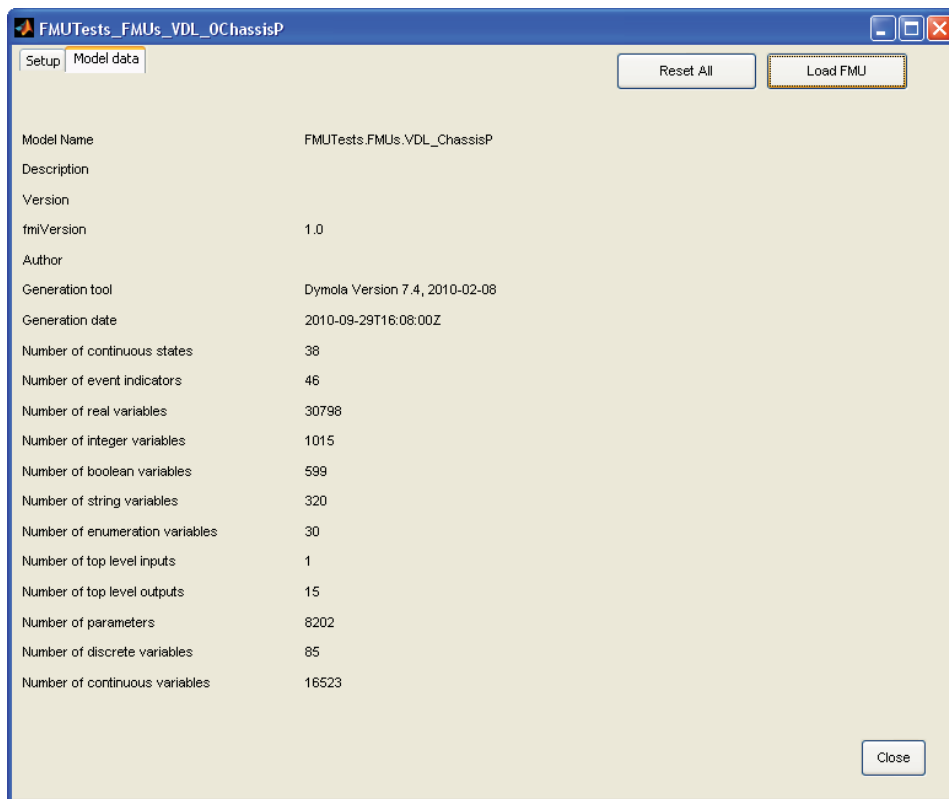 FMUTests_FMUs_VDL_0ChassisP
Setup Model data
Reset All Load FMU
Model Name FMUTests.FMUs.VDL_ChassisP
Description
Version
fmiVersion 1.0
Author
Generation tool Dymola Version 7.4, 2010-02-08
Generation date 2010-09-29T16:08:00Z
Number of continuous states 38
Number of event indicators 46
Number of real variables 30798
Number of integer variables 1015
Number of boolean variables 599
Number of string variables 320
Number of enumeration variables 30
Number of top level inputs 1
Number of top level outputs 15
Number of parameters 8202
Number of discrete variables 85
Number of continuous variables 16523
Close